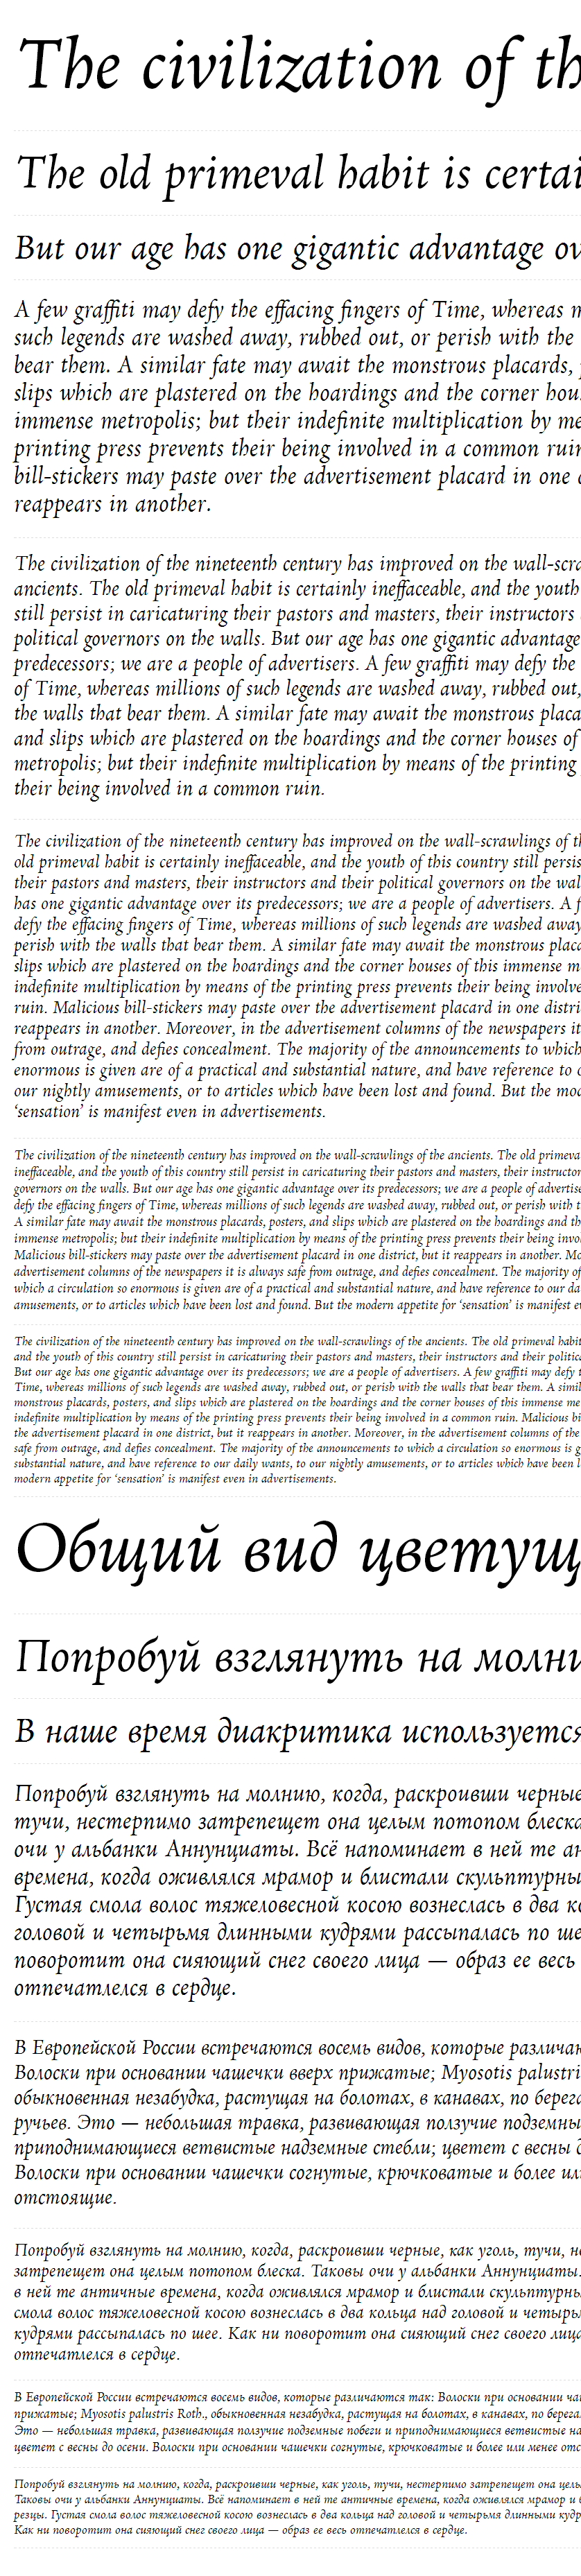 The civilization of th
The old primeval habit is certai
But our age has one gigantic advantage ov
A few graffiti may defy the effacing fingers of Time, whereas m
such legends are washed away, rubbed out, or perish with the
bear them. A similar fate may await the monstrous placards,
slips which are plastered on the hoardings and the corner hou
immense metropolis; but their indefinite multiplication by me
printing press prevents their being involved in a common ruin
bill-stickers may paste over the advertisement placard in one
reappears in another.
The civilization of the nineteenth century has improved on the wall-scra
ancients. The old primeval habit is certainly ineffaceable, and the youth
still persist in caricaturing their pastors and masters, their instructors
political governors on the walls. But our age has one gigantic advantage
predecessors; we are a people of advertisers. A few graffiti may defy the
of Time, whereas millions of such legends are washed away, rubbed out,
the walls that bear them. A similar fate may await the monstrous placa
and slips which are plastered on the hoardings and the corner houses of
metropolis; but their indefinite multiplication by means of the printing
their being involved in a common ruin.
The civilization of the nineteenth century has improved on the wall-scrawlings of th
old primeval habit is certainly ineffaceable, and the youth of this country still persis
their pastors and masters, their instructors and their political governors on the wal
has one gigantic advantage over its predecessors; we are a people of advertisers. A f
defy the effacing fingers of Time, whereas millions of such legends are washed away
perish with the walls that bear them. A similar fate may await the monstrous placa
slips which are plastered on the hoardings and the corner houses of this immense m
indefinite multiplication by means of the printing press prevents their being involve
ruin. Malicious bill-stickers may paste over the advertisement placard in one distri
reappears in another. Moreover, in the advertisement columns of the newspapers it
from outrage, and defies concealment. The majority of the announcements to which
enormous is given are of a practical and substantial nature, and have reference to o
our nightly amusements, or to articles which have been lost and found. But the mod
‘sensation’ is manifest even in advertisements.
The civilization of the nineteenth century has improved on the wall-scrawlings of the ancients. The old primeva
ineffaceable, and the youth of this country still persist in caricaturing their pastors and masters, their instructor
governors on the walls. But our age has one gigantic advantage over its predecessors; we are a people of advertise
defy the effacing fingers of Time, whereas millions of such legends are washed away, rubbed out, or perish with t
A similar fate may await the monstrous placards, posters, and slips which are plastered on the hoardings and th
immense metropolis; but their indefinite multiplication by means of the printing press prevents their being invol
Malicious bill-stickers may paste over the advertisement placard in one district, but it reappears in another. Mo
advertisement columns of the newspapers it is always safe from outrage, and defies concealment. The majority of
which a circulation so enormous is given are of a practical and substantial nature, and have reference to our da
amusements, or to articles which have been lost and found. But the modern appetite for ‘sensation’ is manifest ev
The civilization of the nineteenth century has improved on the wall-scrawlings of the ancients. The old primeval habit
and the youth of this country still persist in caricaturing their pastors and masters, their instructors and their politica
But our age has one gigantic advantage over its predecessors; we are a people of advertisers. A few graffiti may defy t
Time, whereas millions of such legends are washed away, rubbed out, or perish with the walls that bear them. A simil
monstrous placards, posters, and slips which are plastered on the hoardings and the corner houses of this immense me
indefinite multiplication by means of the printing press prevents their being involved in a common ruin. Malicious bi
the advertisement placard in one district, but it reappears in another. Moreover, in the advertisement columns of the
safe from outrage, and defies concealment. The majority of the announcements to which a circulation so enormous is g
substantial nature, and have reference to our daily wants, to our nightly amusements, or to articles which have been l
modern appetite for ‘sensation’ is manifest even in advertisements.
Общий вид цветущ
Попробуй взглянуть на молни
В наше время диакритика используется
Попробуй взглянуть на молнию, когда, раскроивши черные
тучи, нестерпимо затрепещет она целым потопом блеска
очи у альбанки Аннунциаты. Всё напоминает в ней те ан
времена, когда оживлялся мрамор и блистали скульптурны
Густая смола волос тяжеловесной косою вознеслась в два ко
головой и четырьмя длинными кудрями рассыпалась по ше
поворотит она сияющий снег своего лица — образ ее весь
отпечатлелся в сердце.
В Европейской России встречаются восемь видов, которые различаю
Волоски при основании чашечки вверх прижатые; Myosotis palustri
обыкновенная незабудка, растущая на болотах, в канавах, по берега
ручьев. Это — небольшая травка, развивающая ползучие подземны
приподнимающиеся ветвистые надземные стебли; цветет с весны д
Волоски при основании чашечки согнутые, крючковатые и более ил
отстоящие.
Попробуй взглянуть на молнию, когда, раскроивши черные, как уголь, тучи, не
затрепещет она целым потопом блеска. Таковы очи у альбанки Аннунциаты.
в ней те античные времена, когда оживлялся мрамор и блистали скульптурны
смола волос тяжеловесной косою вознеслась в два кольца над головой и четырьм
кудрями рассыпалась по шее. Как ни поворотит она сияющий снег своего лица
отпечатлелся в сердце.
В Европейской России встречаются восемь видов, которые различаются так: Волоски при основании ча
прижатые; Myosotis palustris Roth., обыкновенная незабудка, растущая на болотах, в канавах, по берега
Это — небольшая травка, развивающая ползучие подземные побеги и приподнимающиеся ветвистые на
цветет с весны до осени. Волоски при основании чашечки согнутые, крючковатые и более или менее отс
Попробуй взглянуть на молнию, когда, раскроивши черные, как уголь, тучи, нестерпимо затрепещет она цель
Таковы очи у альбанки Аннунциаты. Всё напоминает в ней те античные времена, когда оживлялся мрамор и б
резцы. Густая смола волос тяжеловесной косою вознеслась в два кольца над головой и четырьмя длинными кудр
Как ни поворотит она сияющий снег своего лица — образ ее весь отпечатлелся в сердце.